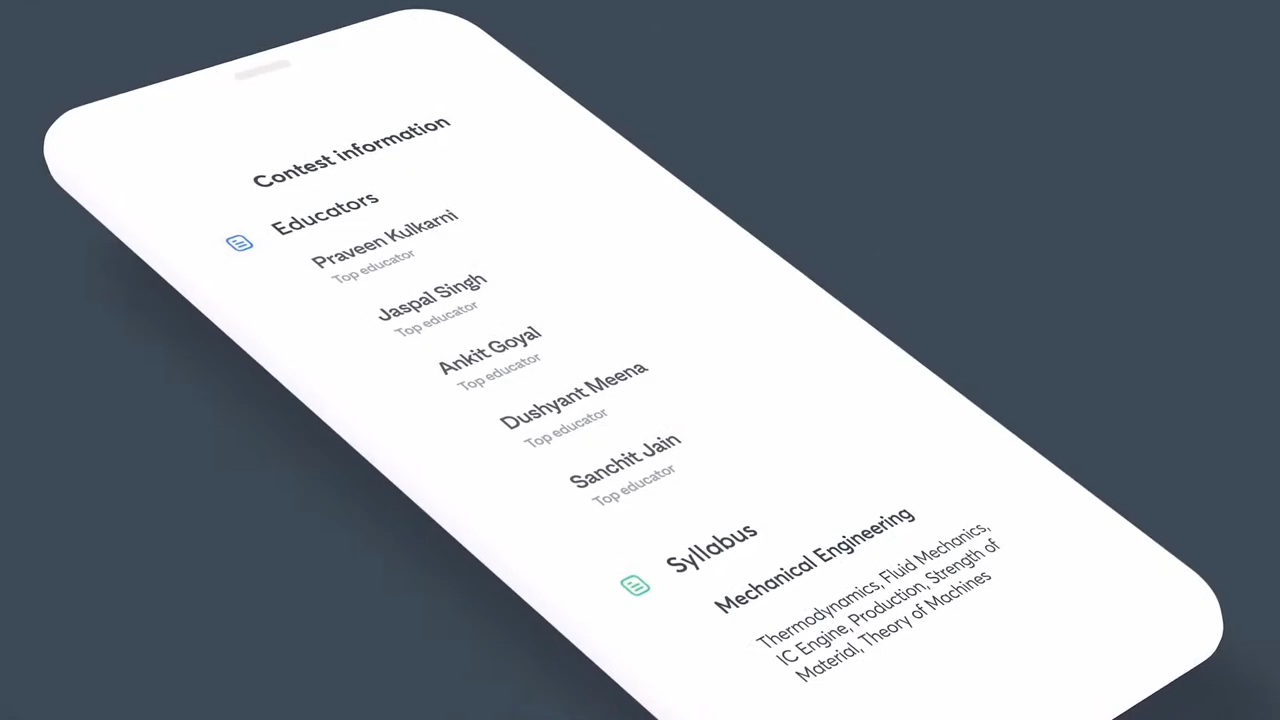 Contest information
Educators
Praveen Kulkarni
Top educator
Jaspal Singh
Top educator
Ankit Goyal
Top educator
Dushyant Meena
Top educator
Sanchit Jain
Top educator
Syllabus
Mechanical Engineering
Thermodynamics, Fluid Mechanics,
IC Engine, Production, Strength of
Material, Theory of Machines